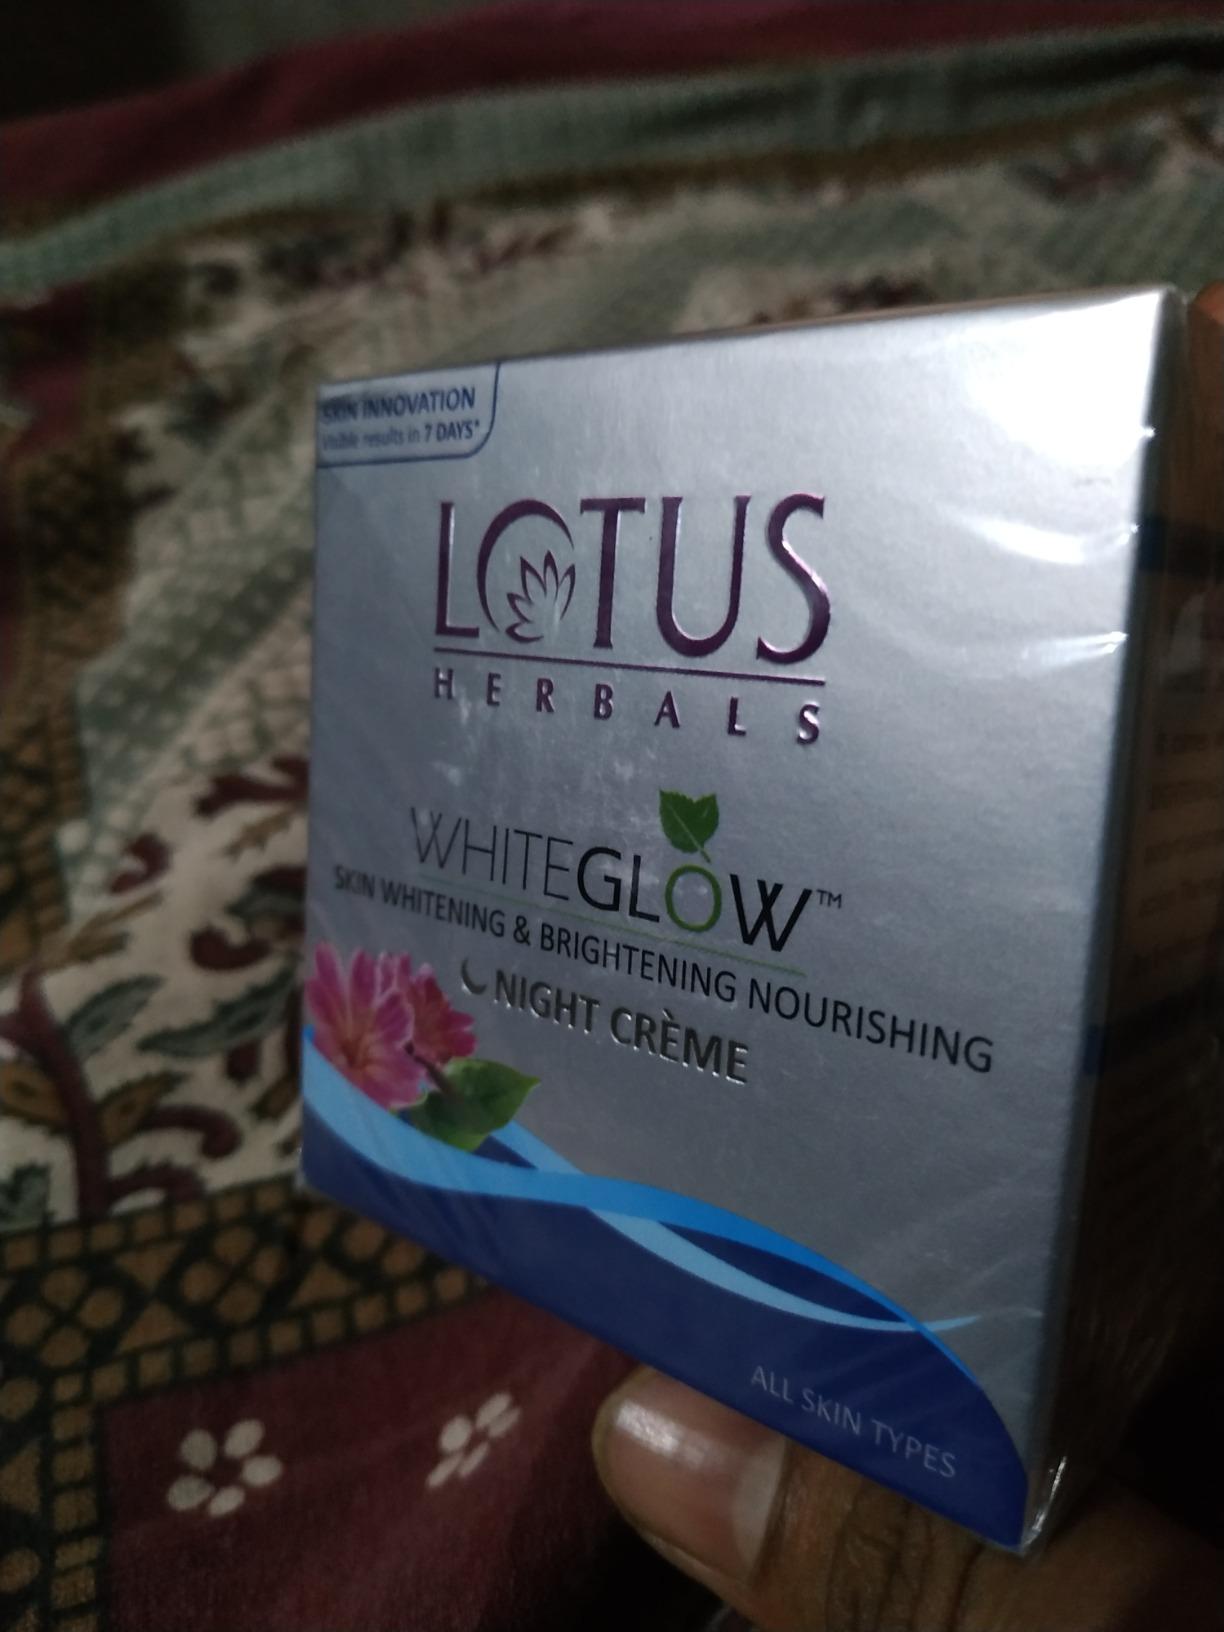 SKIN INNOVATION
Visible results in 7 DAYS*
LOTUS
HERBALS
WHITEGLOW™
SKIN WHITENING & BRIGHTENING NOURISHING
NIGHT CRÈME
ALL SKIN TYPES